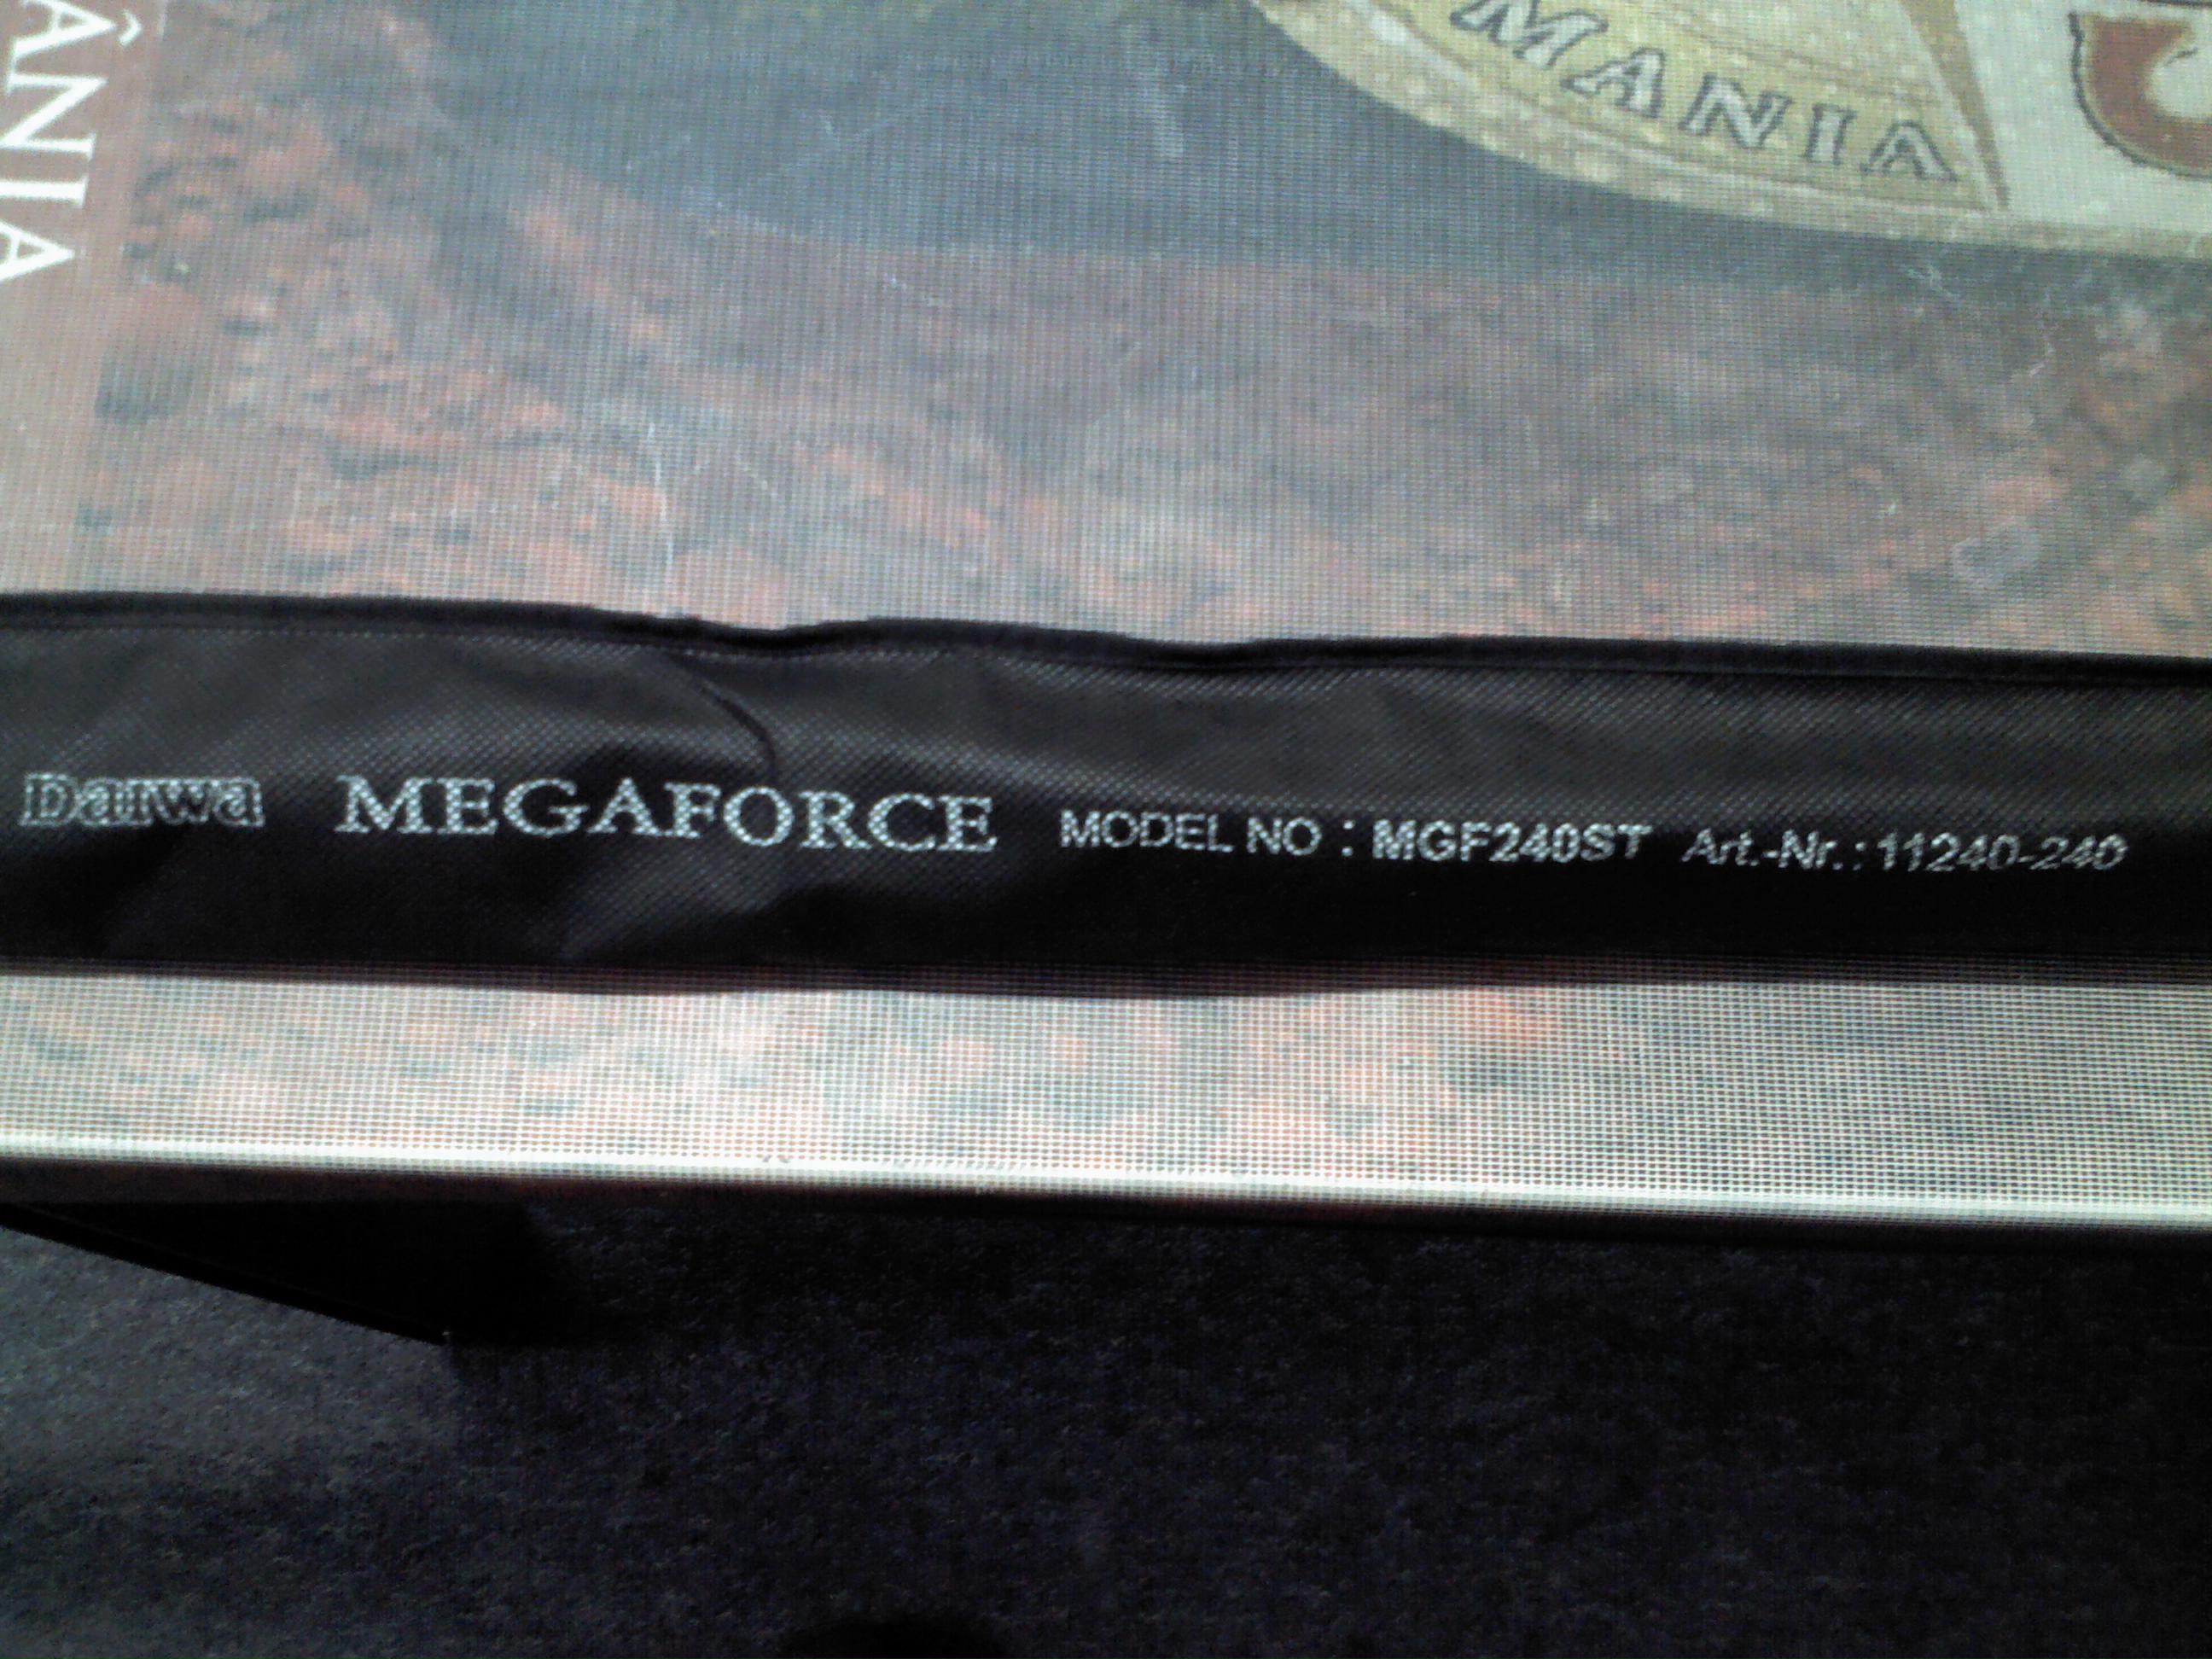 ÂNIA
MANIA
Daiwa MEGAFORCE MODEL NO : MGF240ST Art.-Nr.: 11240-240